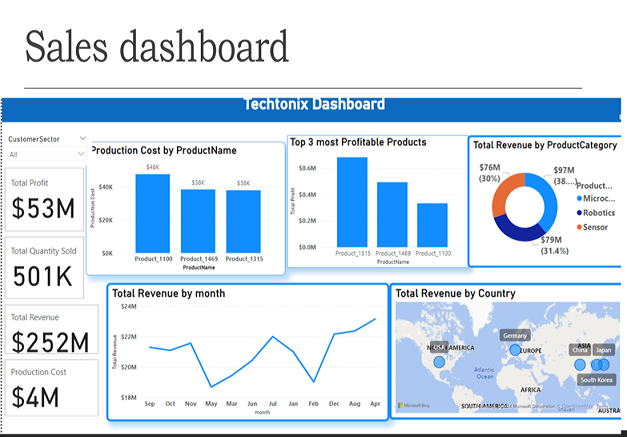 Sales dashboard
Techtonix Dashboard
CustomerSector
All
Total Profit
$53M
Total Quantity Sold
501K
Total Revenue
$252M
Production Cost
$4M
Production Cost by ProductName
Production Cost
$40K
$20K
$0K
$48K
$38K
$38K
Product_1100
Product_1469
Product_1315
ProductName
Top 3 most Profitable Products
Total Profit
$0.6M
$0.4M
$0.2M
$0.0M
Product_1315
Product_1469
Product_1100
ProductName
Total Revenue by ProductCategory
$76M
(30%)
$97M
(38....)
$79M
(31.4%)
Product...
Microc...
Robotics
Sensor
Total Revenue by month
Total Revenue
$24M
$22M
$20M
$18M
Sep Oct Nov May Mar Jun Jul Jan Feb Dec Aug Apr
month
Total Revenue by Country
Germany
EUROPE
ASIA
China
Japan
South Korea
Atlantic
Ocean
AFRICA
SOUTH AMERICA
AUSTRA
Microsoft Bing